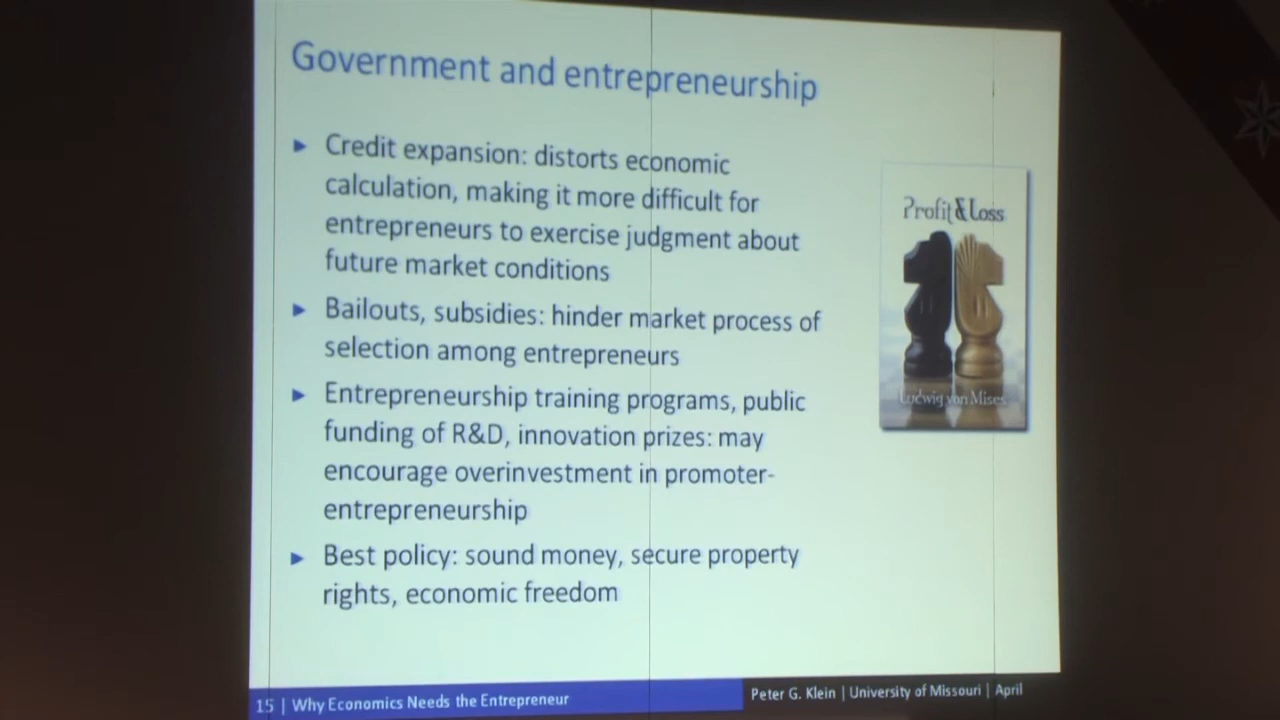 Government and entrepreneurship
► Credit expansion: distorts economic
calculation, making it more difficult for
entrepreneurs to exercise judgment about
future market conditions
► Bailouts, subsidies: hinder market process of
selection among entrepreneurs
► Entrepreneurship training programs, public
funding of R&D, innovation prizes: may
encourage overinvestment in promoter-
entrepreneurship
► Best policy: sound money, secure property
rights, economic freedom
Profit & Loss
Ludwig von Mises
15 | Why Economics Needs the Entrepreneur
Peter G. Klein | University of Missouri | April